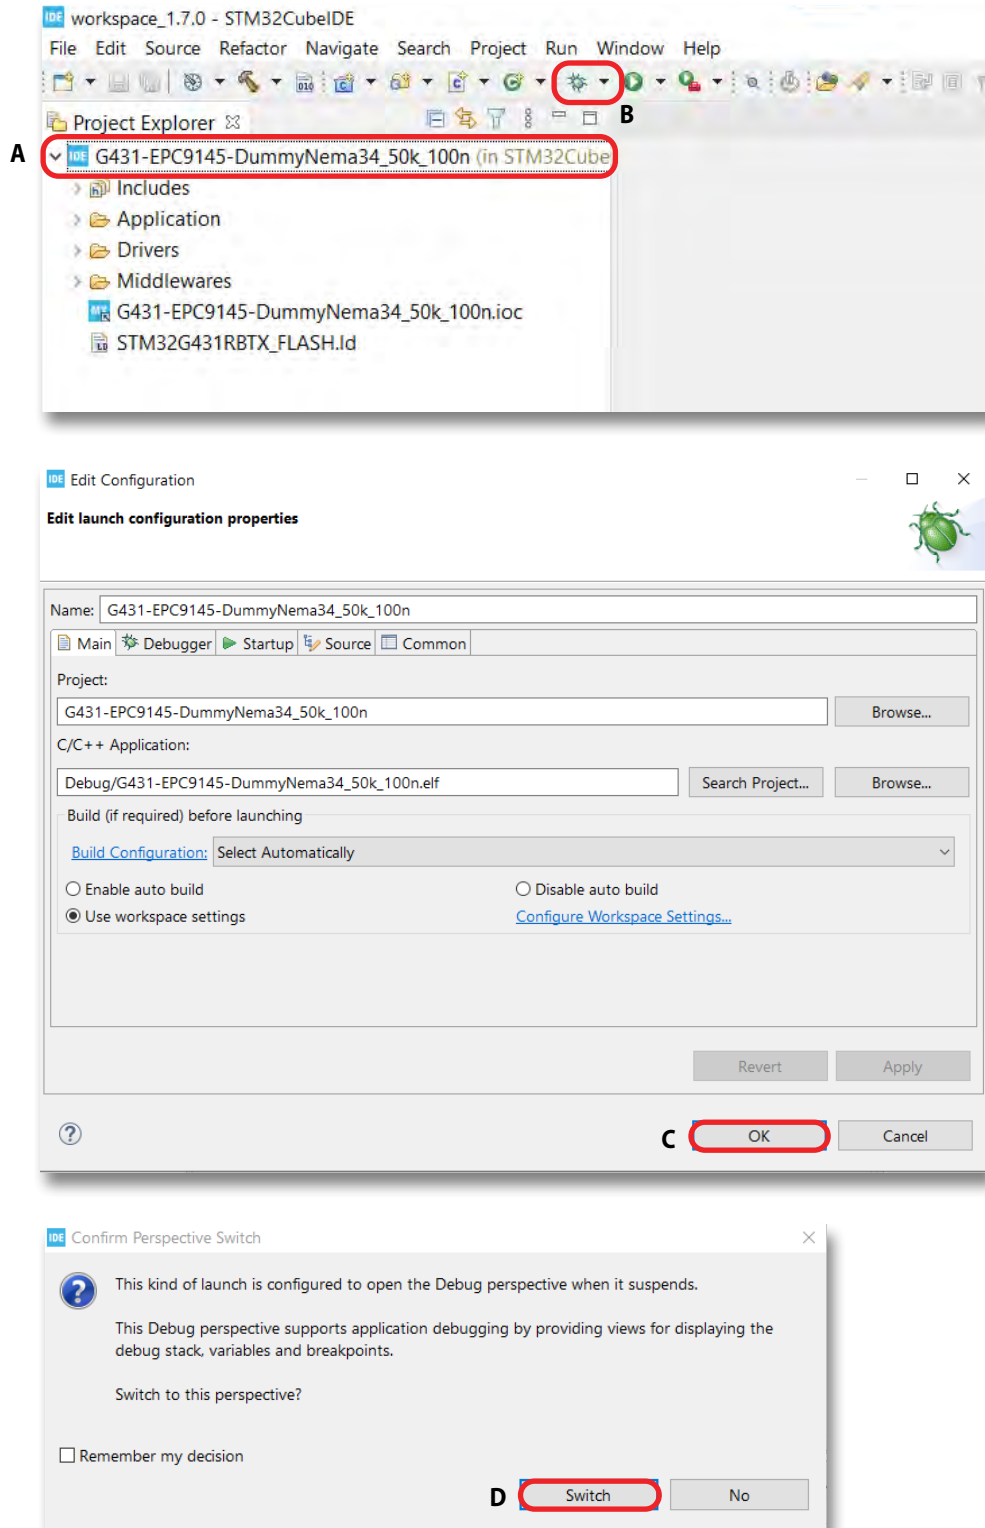 IDE workspace_1.7.0 - STM32CubeIDE
File Edit Source Refactor Navigate Search Project Run Window Help
B
Project Explorer
A
IDE G431-EPC9145-DummyNema34_50k_100n (in STM32Cube
Includes
Application
Drivers
Middlewares
G431-EPC9145-DummyNema34_50k_100n.ioc
STM32G431RBTX_FLASH.ld
IDE Edit Configuration
Edit launch configuration properties
Name: G431-EPC9145-DummyNema34_50k_100n
Main Debugger Startup Source Common
Project:
G431-EPC9145-DummyNema34_50k_100n Browse...
C/C++ Application:
Debug/G431-EPC9145-DummyNema34_50k_100n.elf Search Project... Browse...
Build (if required) before launching
Build Configuration: Select Automatically
Enable auto build Disable auto build
Use workspace settings Configure Workspace Settings...
Revert Apply
C OK Cancel
IDE Confirm Perspective Switch
This kind of launch is configured to open the Debug perspective when it suspends.
This Debug perspective supports application debugging by providing views for displaying the
debug stack, variables and breakpoints.
Switch to this perspective?
Remember my decision
D Switch No